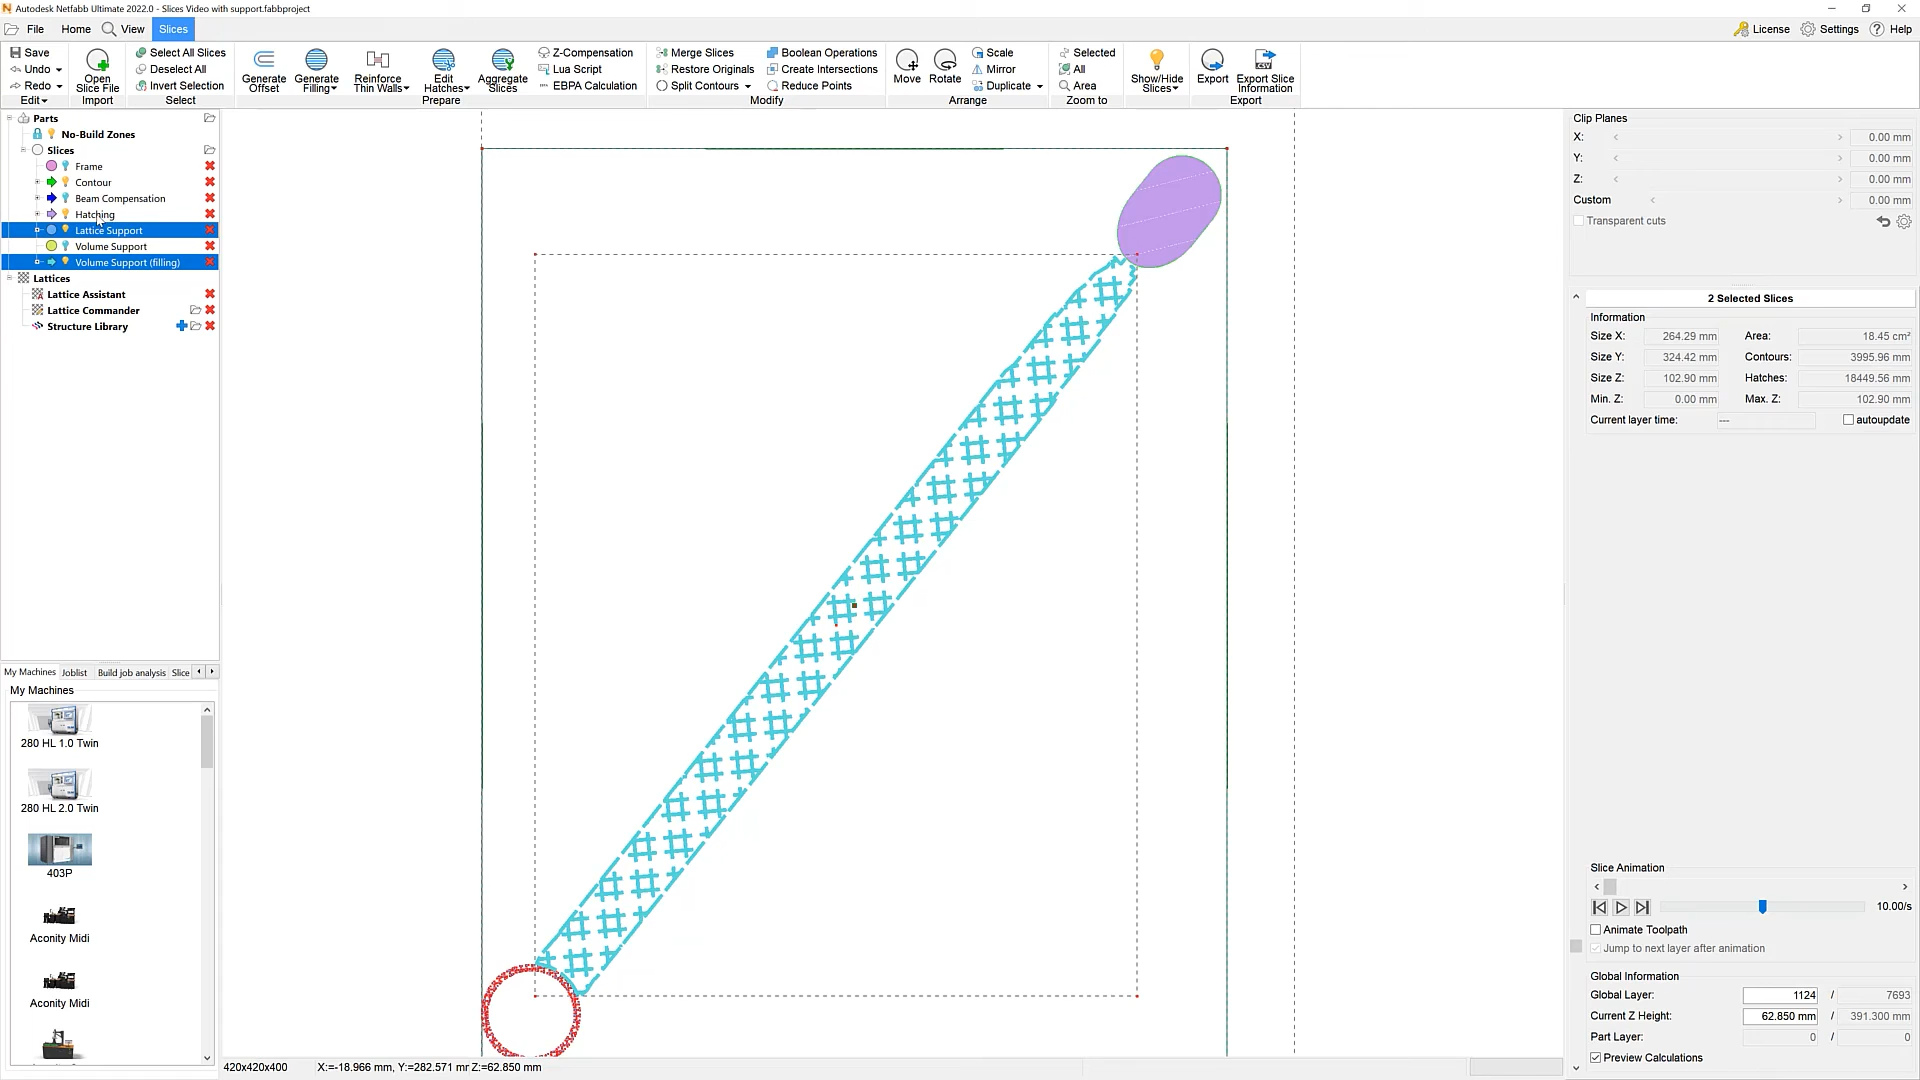 Autodesk Netfabb Ultimate 2022.0 - Slices Video with support.fabbproject
File Home View Slices License Settings Help
Save Undo Redo Edit
Open Slice File Import
Select All Slices Deselect All Invert Selection Select
Generate Offset Generate Filling Reinforce Thin Walls Edit Hatches Aggregate Slices Z-Compensation Lua Script EBPA Calculation Prepare
Merge Slices Restore Originals Split Contours Boolean Operations Create Intersections Reduce Points Modify
Move Rotate Scale Mirror Duplicate Arrange
Selected All Area Zoom to
Show/Hide Slices
Export Export Slice Information Export
Parts
No-Build Zones
Slices
Frame
Contour
Beam Compensation
Hatching
Lattice Support
Volume Support
Volume Support (filling)
Lattices
Lattice Assistant
Lattice Commander
Structure Library
My Machines Joblist Build job analysis Slice
My Machines
280 HL 1.0 Twin
280 HL 2.0 Twin
403P
Aconity Midi
Aconity Midi
420x420x400 X:=-18.966 mm, Y:=282.571 mr Z:=62.850 mm
Clip Planes
X: 0.00 mm
Y: 0.00 mm
Z: 0.00 mm
Custom 0.00 mm
Transparent cuts
2 Selected Slices
Information
Size X: 264.29 mm Area: 18.45 cm²
Size Y: 324.42 mm Contours: 3995.96 mm
Size Z: 102.90 mm Hatches: 18449.56 mm
Min. Z: 0.00 mm Max. Z: 102.90 mm
Current layer time: --- autoupdate
Slice Animation
10.00/s
Animate Toolpath
Jump to next layer after animation
Global Information
Global Layer: 1124 / 7693
Current Z Height: 62.850 mm / 391.300 mm
Part Layer: 0 / 0
Preview Calculations